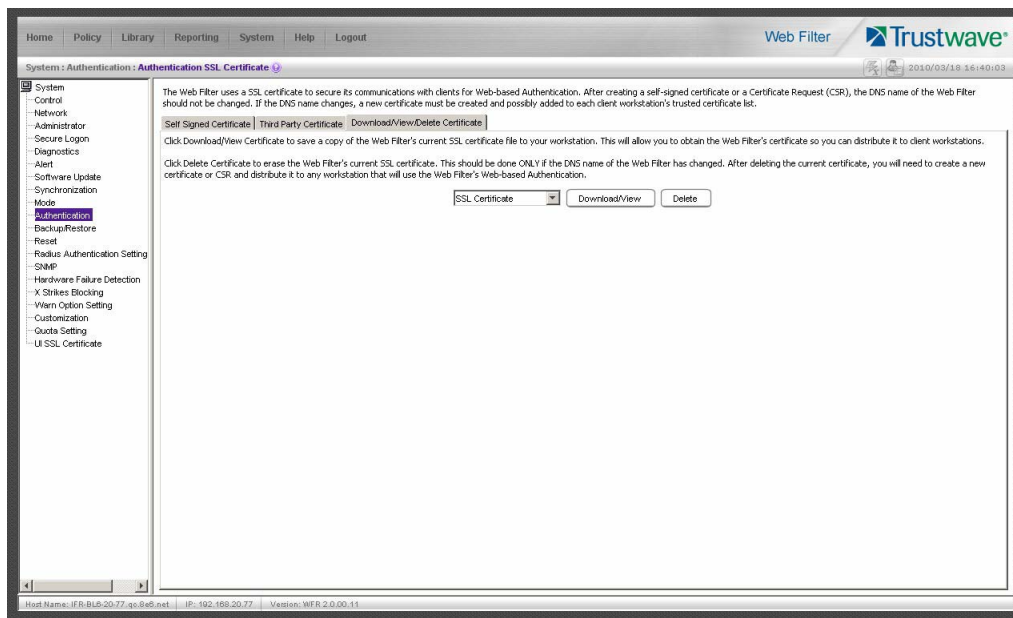 Home Policy Library Reporting System Help Logout
Web Filter
Trustwave®
System : Authentication : Authentication SSL Certificate
2010/03/18 16:40:03
System
Control
Network
Administrator
Secure Logon
Diagnostics
Alert
Software Update
Synchronization
Mode
Authentication
Backup/Restore
Reset
Radius Authentication Setting
SNMP
Hardware Failure Detection
X Strikes Blocking
Warn Option Setting
Customization
Quota Setting
UI SSL Certificate
The Web Filter uses a SSL certificate to secure its communications with clients for Web-based Authentication. After creating a self-signed certificate or a Certificate Request (CSR), the DNS name of the Web Filter
should not be changed. If the DNS name changes, a new certificate must be created and possibly added to each client workstation's trusted certificate list.
Self Signed Certificate Third Party Certificate Download/View/Delete Certificate
Click Download/View Certificate to save a copy of the Web Filter's current SSL certificate file to your workstation. This will allow you to obtain the Web Filter's certificate so you can distribute it to client workstations.
Click Delete Certificate to erase the Web Filter's current SSL certificate. This should be done ONLY if the DNS name of the Web Filter has changed. After deleting the current certificate, you will need to create a new
certificate or CSR and distribute it to any workstation that will use the Web Filter's Web-based Authentication.
SSL Certificate Download/View Delete
Host Name: IFR-BL6-20-77.qc.8e6.net IP: 192.168.20.77 Version: WFR 2.0.00.11